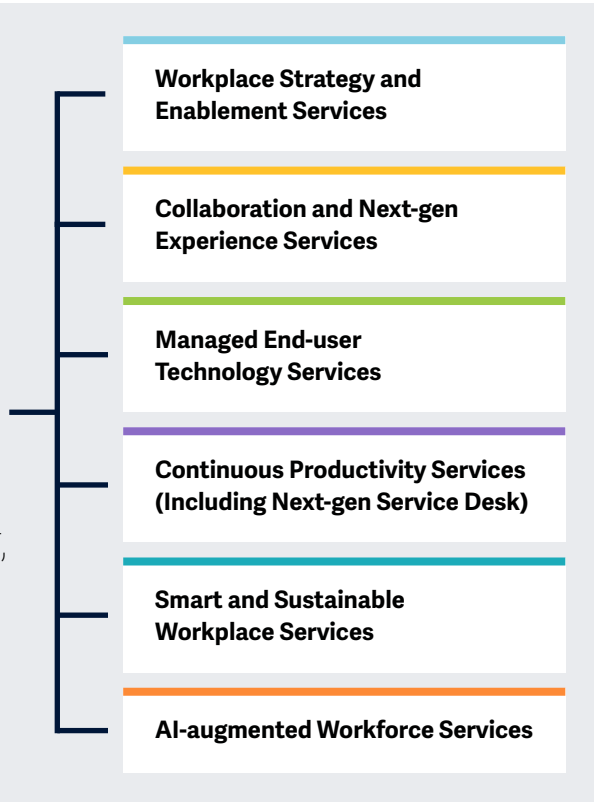 Workplace Strategy and
Enablement Services
Collaboration and Next-gen
Experience Services
Managed End-user
Technology Services
Continuous Productivity Services
(Including Next-gen Service Desk)
Smart and Sustainable
Workplace Services
AI-augmented Workforce Services